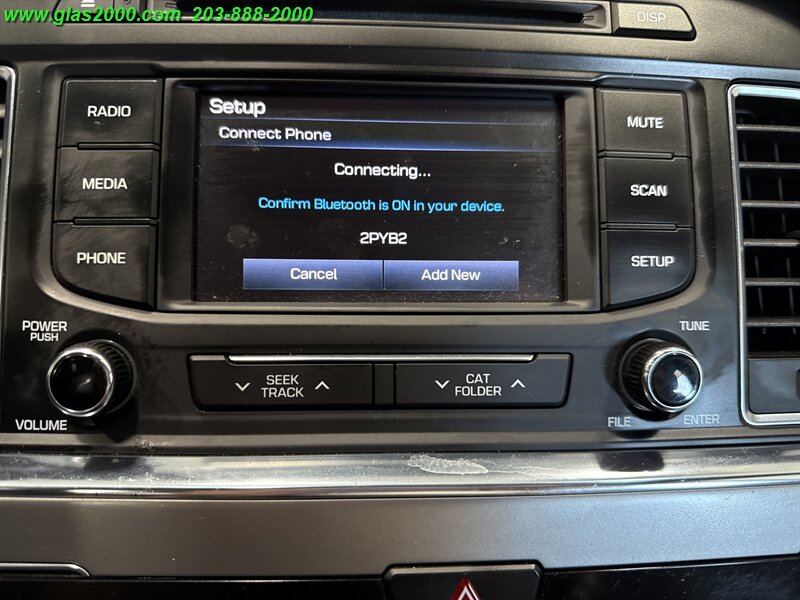 www.glas2000.com 203-888-2000
DISP
RADIO
MEDIA
PHONE
Setup
Connect Phone
Connecting...
Confirm Bluetooth is ON in your device.
2PYB2
Cancel
Add New
MUTE
SCAN
SETUP
POWER
PUSH
VOLUME
SEEK
TRACK
CAT
FOLDER
TUNE
FILE
ENTER